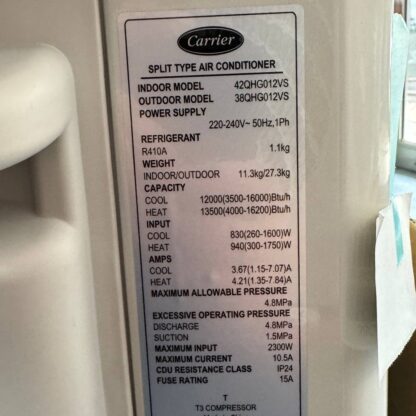 Carrier
SPLIT TYPE AIR CONDITIONER
INDOOR MODEL 42QHG012VS
OUTDOOR MODEL 38QHG012VS
POWER SUPPLY
220-240V~ 50Hz,1Ph
REFRIGERANT
R410A 1.1kg
WEIGHT
INDOOR/OUTDOOR 11.3kg/27.3kg
CAPACITY
COOL 12000(3500-16000)Btu/h
HEAT 13500(4000-16200)Btu/h
INPUT
COOL 830(260-1600)W
HEAT 940(300-1750)W
AMPS
COOL 3.67(1.15-7.07)A
HEAT 4.21(1.35-7.84)A
MAXIMUM ALLOWABLE PRESSURE
4.8MPa
EXCESSIVE OPERATING PRESSURE
DISCHARGE 4.8MPa
SUCTION 1.5MPa
MAXIMUM INPUT 2300W
MAXIMUM CURRENT 10.5A
CDU RESISTANCE CLASS IP24
FUSE RATING 15A
T
T3 COMPRESSOR